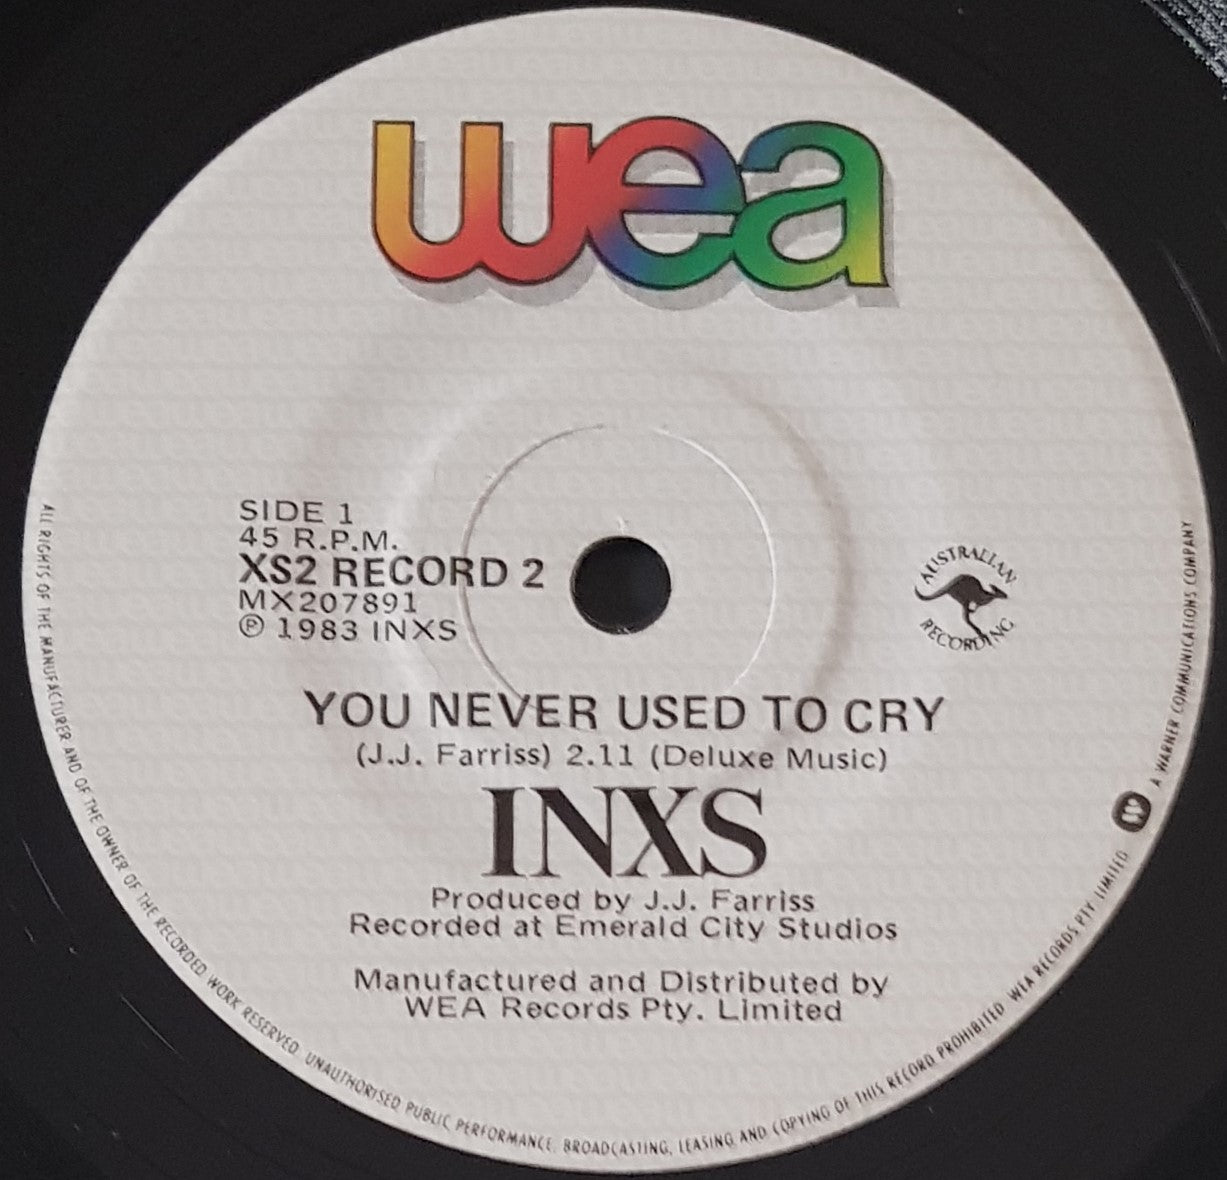 wea
SIDE 1
45 R.P.M.
XS2 RECORD 2
MX207891
℗ 1983 INXS
AUSTRALIAN
RECORDING
YOU NEVER USED TO CRY
(J.J. Farriss) 2.11 (Deluxe Music)
INXS
Produced by J.J. Farriss
Recorded at Emerald City Studios
Manufactured and Distributed by
WEA Records Pty. Limited
ALL RIGHTS OF THE MANUFACTURER AND OF THE OWNER OF THE RECORDED WORK RESERVED. UNAUTHORISED PUBLIC PERFORMANCE, BROADCASTING, LEASING AND COPYING OF THIS RECORD PROHIBITED. WEA RECORDS PTY. LIMITED A WARNER COMMUNICATIONS COMPANY